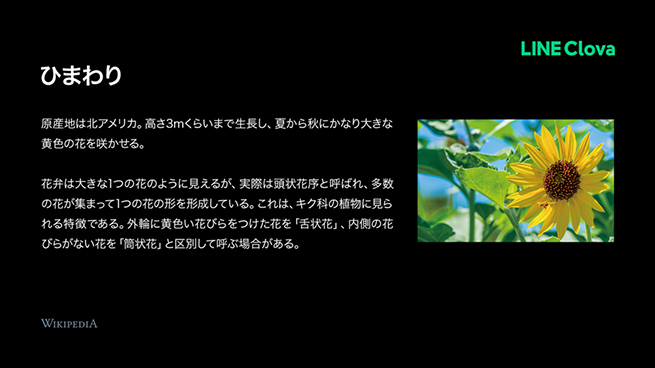 LINE Clova
ひまわり
原産地は北アメリカ。高さ3mくらいまで生長し、夏から秋にかなり大きな
黄色の花を咲かせる。
花弁は大きな1つの花のように見えるが、実際は頭状花序と呼ばれ、多数
の花が集まって1つの花の形を形成している。これは、キク科の植物に見ら
れる特徴である。外輪に黄色い花びらをつけた花を「舌状花」、内側の花
びらがない花を「筒状花」と区別して呼ぶ場合がある。
WIKIPEDIA